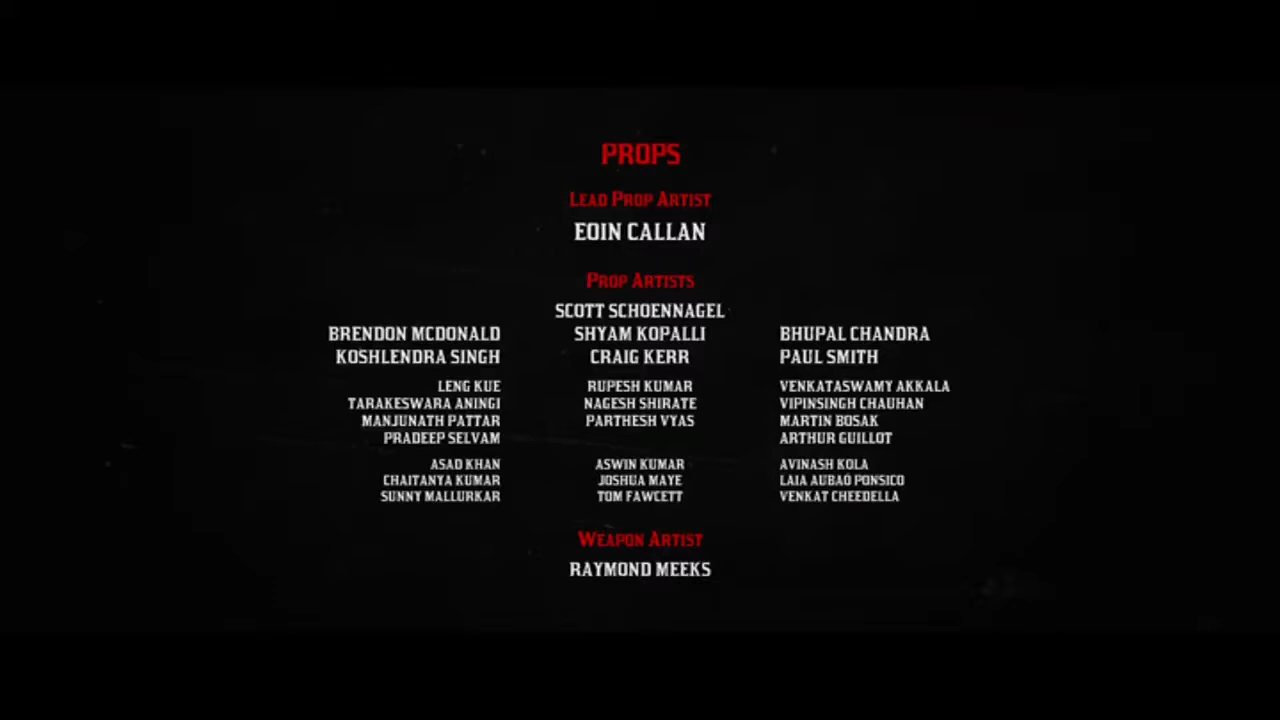 PROPS
LEAD PROP ARTIST
EOIN CALLAN
PROP ARTISTS
SCOTT SCHOENNAGEL
BRENDON MCDONALD SHYAM KOPALLI BHUPAL CHANDRA
KOSHLENDRA SINGH CRAIG KERR PAUL SMITH
LENG KUE RUPESH KUMAR VENKATASWAMY AKKALA
TARAKESWARA ANINGI NAGESH SHIRATE VIPINSINGH CHAUHAN
MANJUNATH PATTAR PARTHESH VYAS MARTIN BOSAK
PRADEEP SELVAM ARTHUR GUILLOT
ASAD KHAN ASWIN KUMAR AVINASH KOLA
CHAITANYA KUMAR JOSHUA MAYE LAIA AUBAÓ PONSICO
SUNNY MALLURKAR TOM FAWCETT VENKAT CHEEDELLA
WEAPON ARTIST
RAYMOND MEEKS